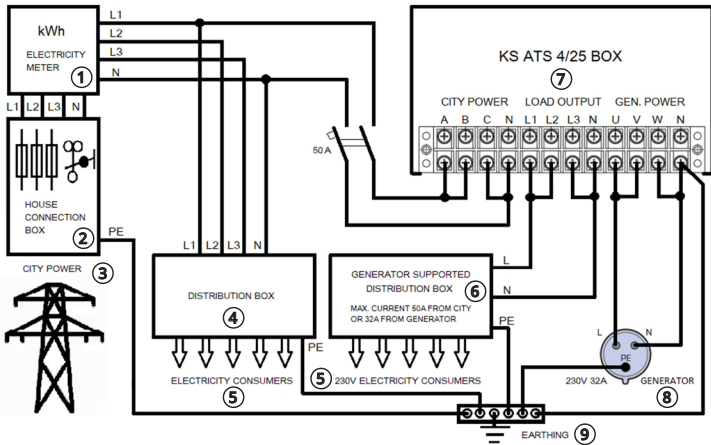 L1
L2
L3
N
kWh
ELECTRICITY
METER
1
L1 L2 L3 N
HOUSE
CONNECTION
BOX
2
PE
CITY POWER
3
50 A
KS ATS 4/25 BOX
7
CITY POWER LOAD OUTPUT GEN. POWER
A B C N L1 L2 L3 N U V W N
L1 L2 L3 N
DISTRIBUTION BOX
4
PE
ELECTRICITY CONSUMERS
5
GENERATOR SUPPORTED
DISTRIBUTION BOX
6
MAX. CURRENT 50A FROM CITY
OR 32A FROM GENERATOR
L
N
PE
5
230V ELECTRICITY CONSUMERS
L N
PE
230V 32A
GENERATOR
8
EARTHING
9